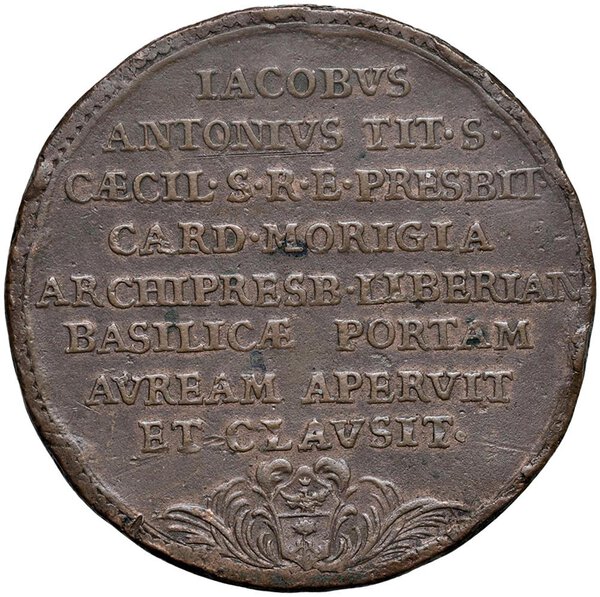 IACOBVS
ANTONIVS TIT·S·
CÆCIL·S·R·E·PRESBIT·
CARD·MORIGIA
ARCHIPRESB·LIBERIAN
BASILICÆ PORTAM
AVREAM APERVIT
ET·CLAVSIT·